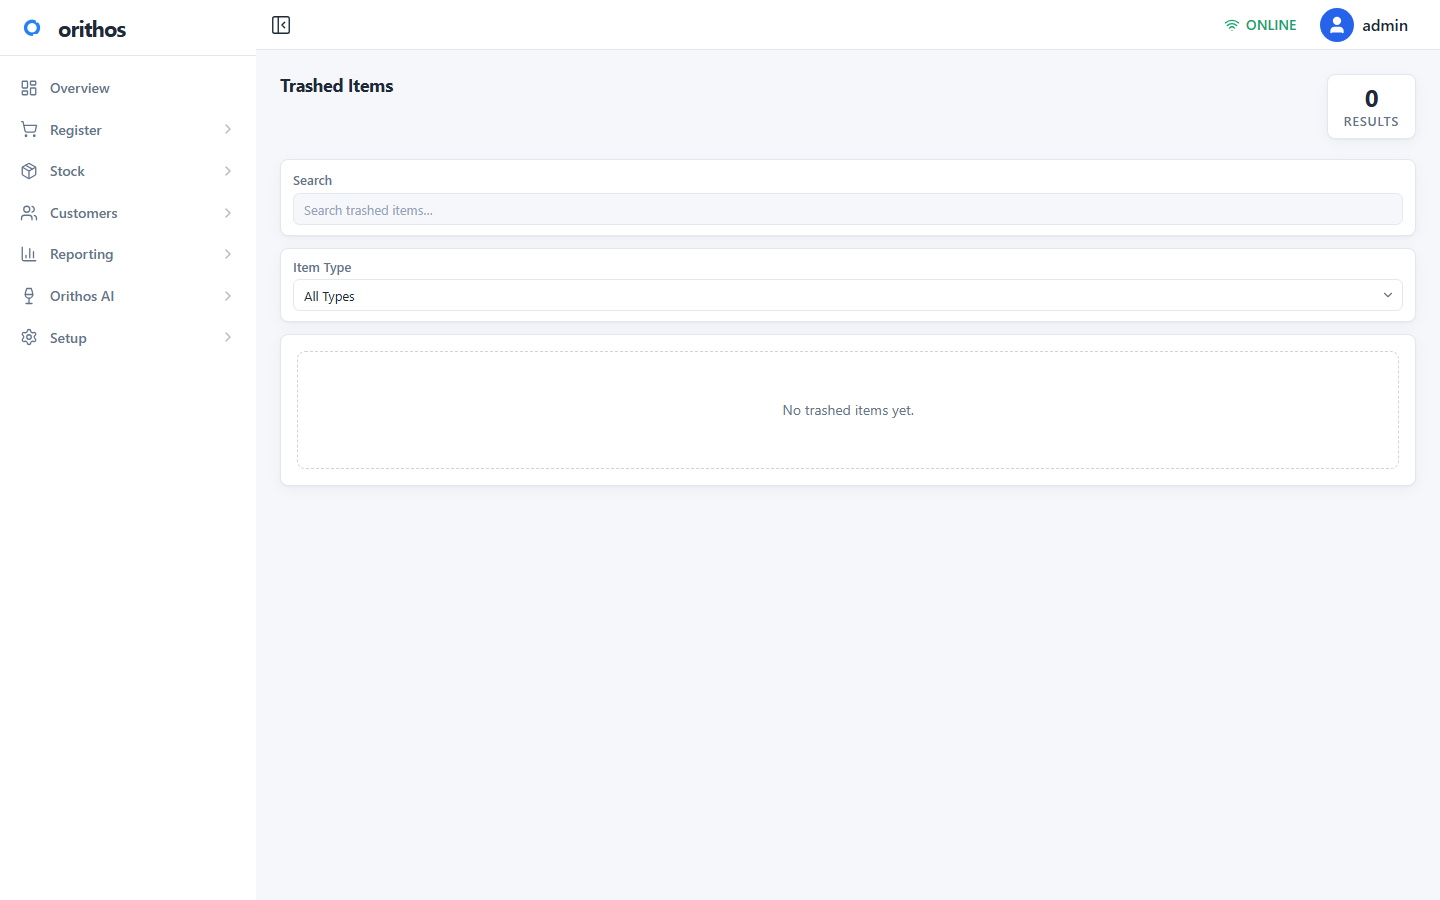 orithos
ONLINE
admin
Overview
Register
Stock
Customers
Reporting
Orithos AI
Setup
Trashed Items
0
RESULTS
Search
Search trashed items...
Item Type
All Types
No trashed items yet.